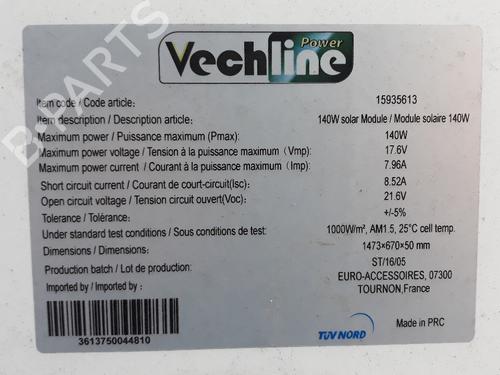 Vechline
Power
Item code / Code article: 15935613
Item description / Description article: 140W solar Module / Module solaire 140W
Maximum power / Puissance maximum (Pmax): 140W
Maximum power voltage / Tension à la puissance maximum (Vmp): 17.6V
Maximum power current / Courant à la puissance maximum (Imp): 7.96A
Short circuit current / Courant de court-circuit(Isc): 8.52A
Open circuit voltage / Tension circuit ouvert(Voc): 21.6V
Tolerance / Tolérance: +/-5%
Under standard test conditions / Sous conditions de test: 1000W/m², AM1.5, 25°C cell temp.
Dimensions / Dimensions: 1473×670×50 mm
Production batch / Lot de production: ST/16/05
Imported by / Importé par: EURO-ACCESSOIRES, 07300
TOURNON,France
3613750044810
TÜV NORD
Made in PRC
B-PARTS